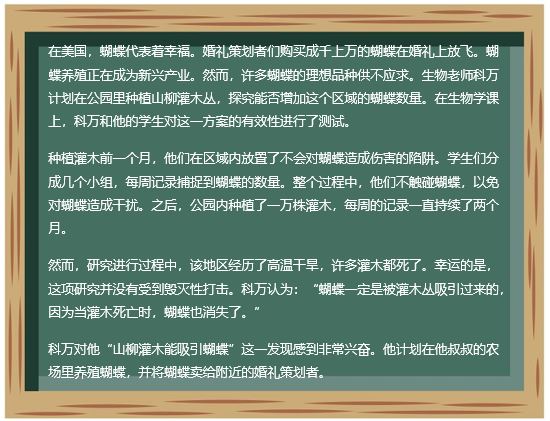 在美国，蝴蝶代表着幸福。婚礼策划者们购买成千上万的蝴蝶在婚礼上放飞。蝴
蝶养殖正在成为新兴产业。然而，许多蝴蝶的理想品种供不应求。生物老师科万
计划在公园里种植山柳灌木丛，探究能否增加这个区域的蝴蝶数量。在生物学课
上，科万和他的学生对这一方案的有效性进行了测试。
种植灌木前一个月，他们在区域内放置了不会对蝴蝶造成伤害的陷阱。学生们分
成几个小组，每周记录捕捉到蝴蝶的数量。整个过程中，他们不触碰蝴蝶，以免
对蝴蝶造成干扰。之后，公园内种植了一万株灌木，每周的记录一直持续了两个
月。
然而，研究进行过程中，该地区经历了高温干旱，许多灌木都死了。幸运的是，
这项研究并没有受到毁灭性打击。科万认为：“蝴蝶一定是被灌木丛吸引过来的，
因为当灌木死亡时，蝴蝶也消失了。”
科万对他“山柳灌木能吸引蝴蝶”这一发现感到非常兴奋。他计划在他叔叔的农
场里养殖蝴蝶，并将蝴蝶卖给附近的婚礼策划者。